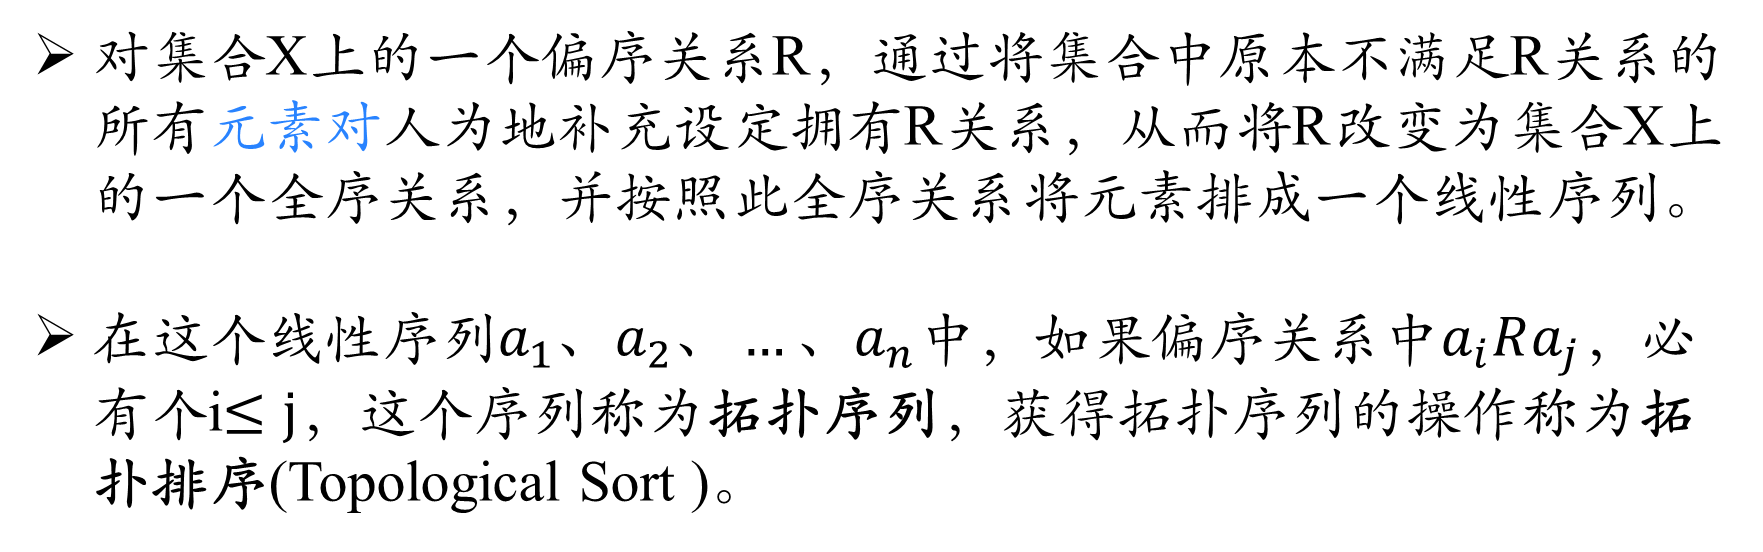 ➢ 对集合X上的一个偏序关系R，通过将集合中原本不满足R关系的
所有元素对人为地补充设定拥有R关系，从而将R改变为集合X上
的一个全序关系，并按照此全序关系将元素排成一个线性序列。
➢ 在这个线性序列a₁、a₂、 … 、aₙ中，如果偏序关系中aᵢRaⱼ，必
有个i≤ j，这个序列称为拓扑序列，获得拓扑序列的操作称为拓
扑排序(Topological Sort )。